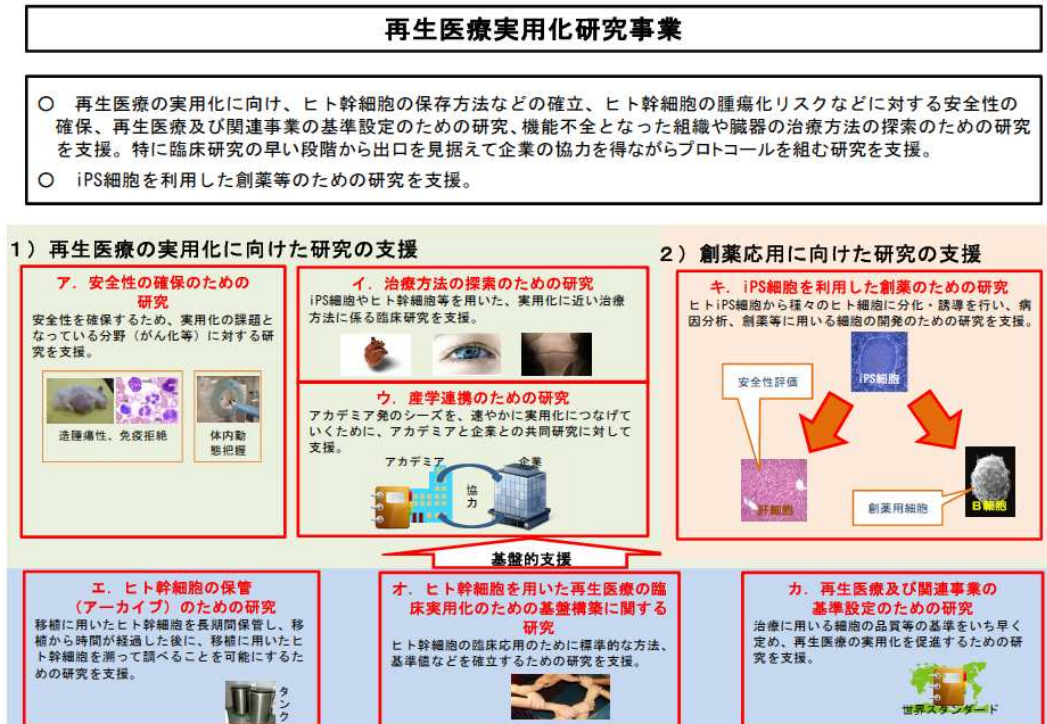 再生医療実用化研究事業
○　再生医療の実用化に向け、ヒト幹細胞の保存方法などの確立、ヒト幹細胞の腫瘍化リスクなどに対する安全性の
確保、再生医療及び関連事業の基準設定のための研究、機能不全となった組織や臓器の治療方法の探索のための研究
を支援。特に臨床研究の早い段階から出口を見据えて企業の協力を得ながらプロトコールを組む研究を支援。
○　iPS細胞を利用した創薬等のための研究を支援。
１）再生医療の実用化に向けた研究の支援
ア．安全性の確保のための
研究
安全性を確保するため、実用化の課題と
なっている分野（がん化等）に対する研
究を支援。
造腫瘍性、免疫拒絶
体内動
態把握
イ．治療方法の探索のための研究
iPS細胞やヒト幹細胞等を用いた、実用化に近い治療
方法に係る臨床研究を支援。
ウ．産学連携のための研究
アカデミア発のシーズを、速やかに実用化につなげて
いくために、アカデミアと企業との共同研究に対して
支援。
アカデミア
企業
協
力
２）創薬応用に向けた研究の支援
キ．iPS細胞を利用した創薬のための研究
ヒトiPS細胞から種々のヒト細胞に分化・誘導を行い、病
因分析、創薬等に用いる細胞の開発のための研究を支援。
iPS細胞
安全性評価
肝細胞
創薬用細胞
Ｂ細胞
基盤的支援
エ．ヒト幹細胞の保管
（アーカイブ）のための研究
移植に用いたヒト幹細胞を長期間保管し、移
植から時間が経過した後に、移植に用いたヒ
ト幹細胞を溯って調べることを可能にするた
めの研究を支援。
タ
ン
ク
オ．ヒト幹細胞を用いた再生医療の臨
床実用化のための基盤構築に関する
研究
ヒト幹細胞の臨床応用のために標準的な方法、
基準値などを確立するための研究を支援。
カ．再生医療及び関連事業の
基準設定のための研究
治療に用いる細胞の品質等の基準をいち早く
定め、再生医療の実用化を促進するための研
究を支援。
世界スタンダード